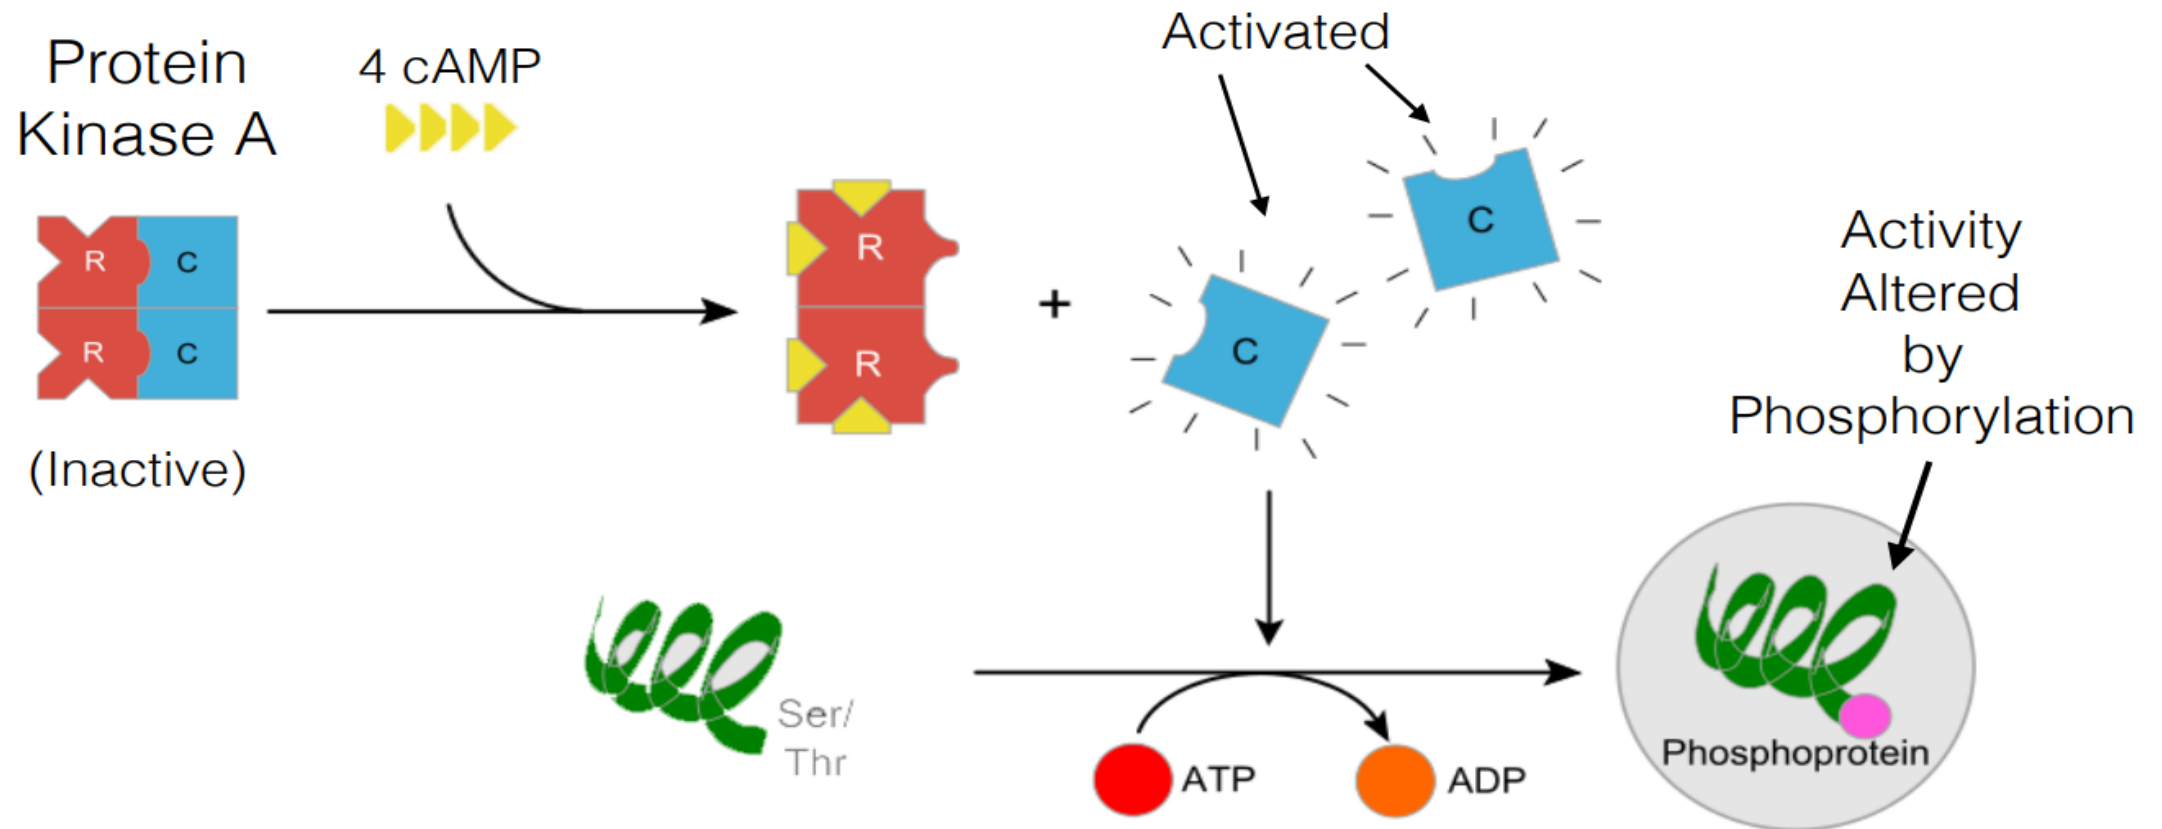 Protein
Kinase A
(Inactive)
4 cAMP
R
C
R
C
R
R
+
Activated
C
C
Activity
Altered
by
Phosphorylation
Ser/
Thr
ATP
ADP
Phosphoprotein